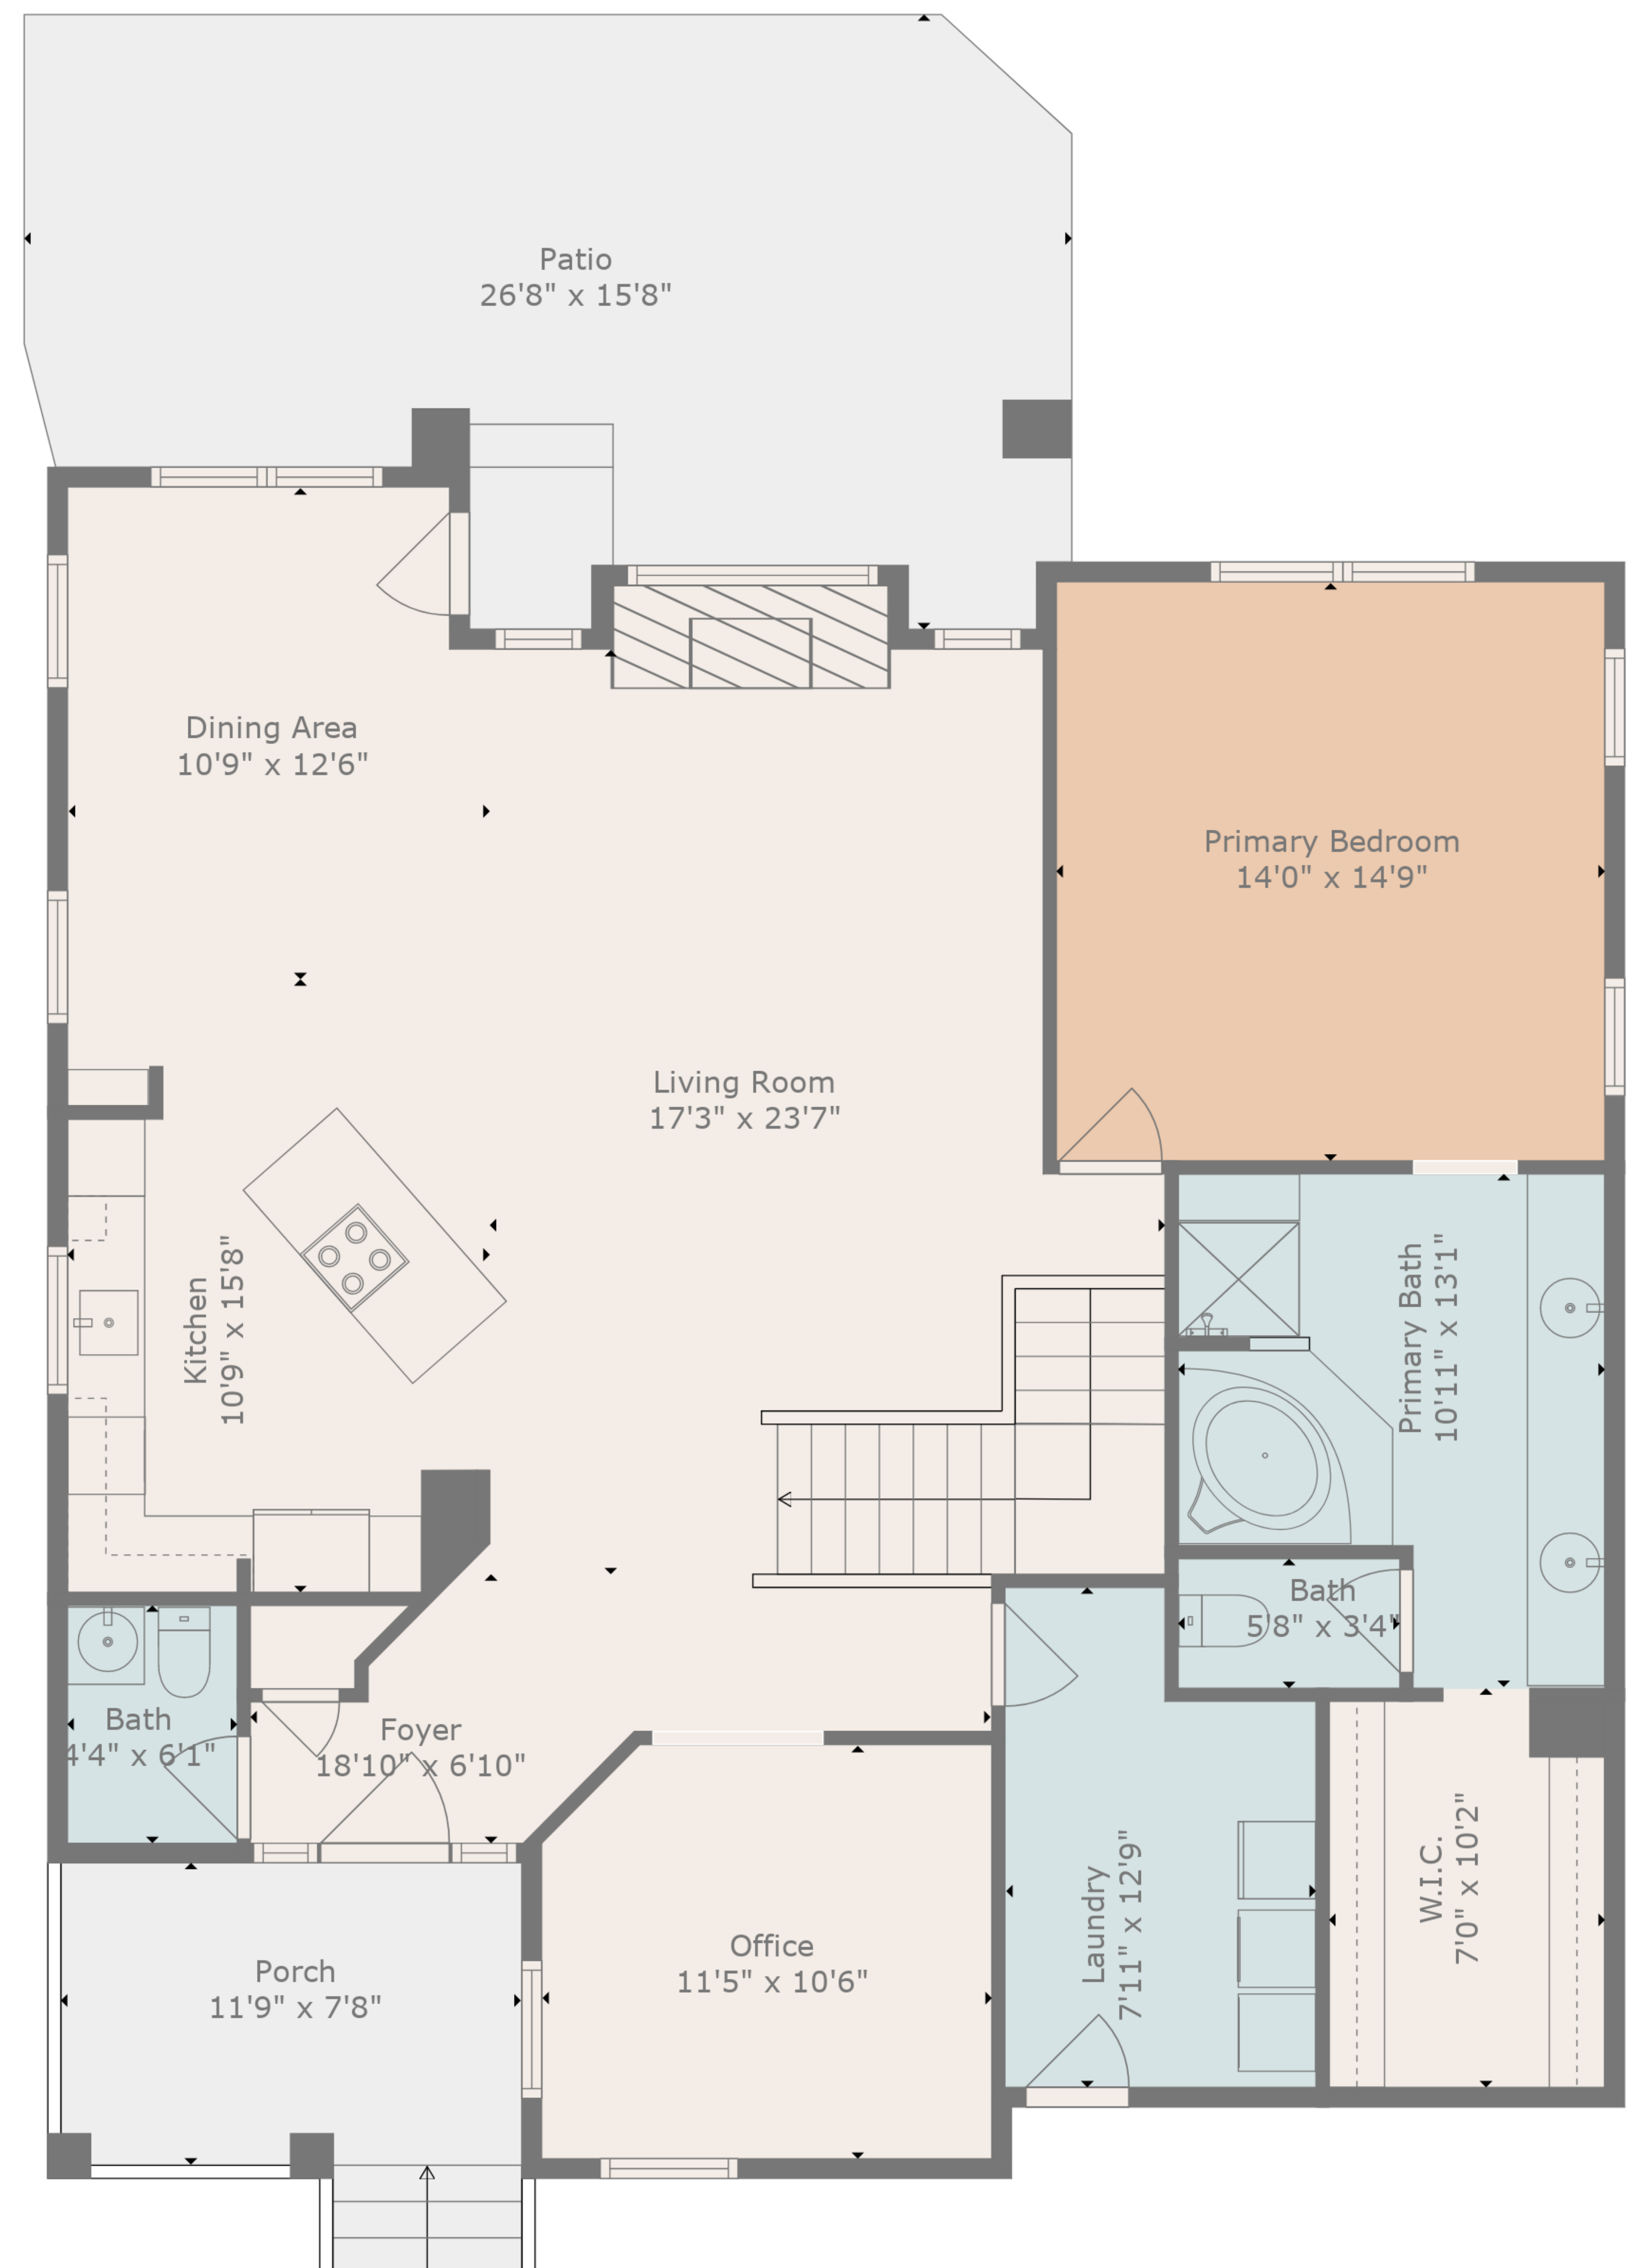 Patio
26'8" x 15'8"
Dining Area
10'9" x 12'6"
Primary Bedroom
14'0" x 14'9"
Living Room
17'3" x 23'7"
Kitchen
10'9" x 15'8"
Primary Bath
10'11" x 13'1"
Bath
5'8" x 3'4"
Bath
4'4" x 6'1"
Foyer
18'10" x 6'10"
Laundry
7'11" x 12'9"
W.I.C.
7'0" x 10'2"
Office
11'5" x 10'6"
Porch
11'9" x 7'8"